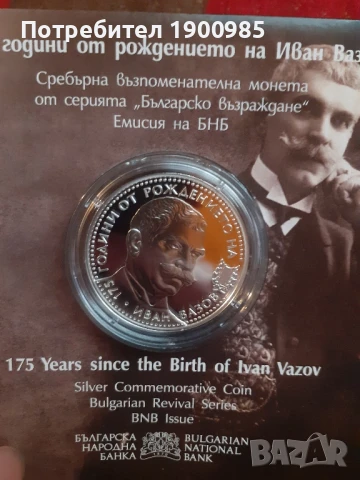 Потребител 1900985
години от рождението на Иван Ваз
Сребърна възпоменателна монета
от серията „Българско възраждане“
Емисия на БНБ
175 ГОДИНИ ОТ РОЖДЕНИЕТО НА
• ИВАН ВАЗОВ •
175 Years since the Birth of Ivan Vazov
Silver Commemorative Coin
Bulgarian Revival Series
BNB Issue
БЪЛГАРСКА НАРОДНА БАНКА
BULGARIAN NATIONAL BANK
BAZAR